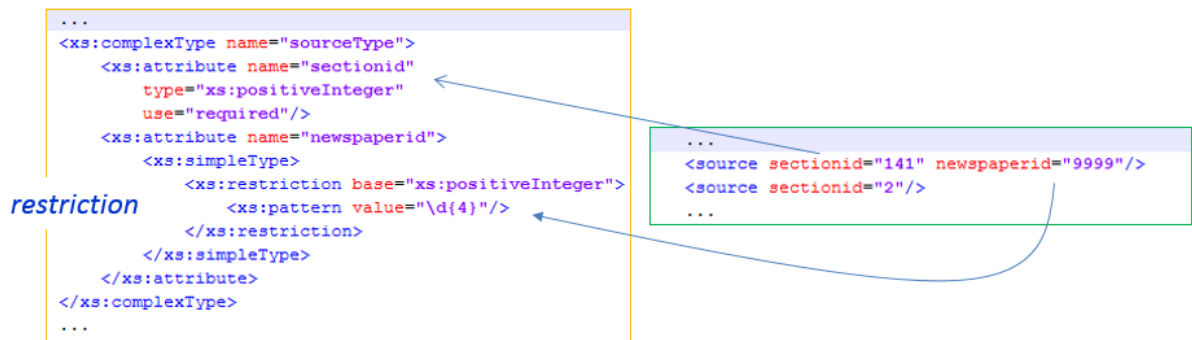 ...
<xs:complexType name="sourceType">
    <xs:attribute name="sectionid"
        type="xs:positiveInteger"
        use="required"/>
    <xs:attribute name="newspaperid">
        <xs:simpleType>
            <xs:restriction base="xs:positiveInteger">
                <xs:pattern value="\d{4}"/>
            </xs:restriction>
        </xs:simpleType>
    </xs:attribute>
</xs:complexType>
...
restriction
...
<source sectionid="141" newspaperid="9999"/>
<source sectionid="2"/>
...